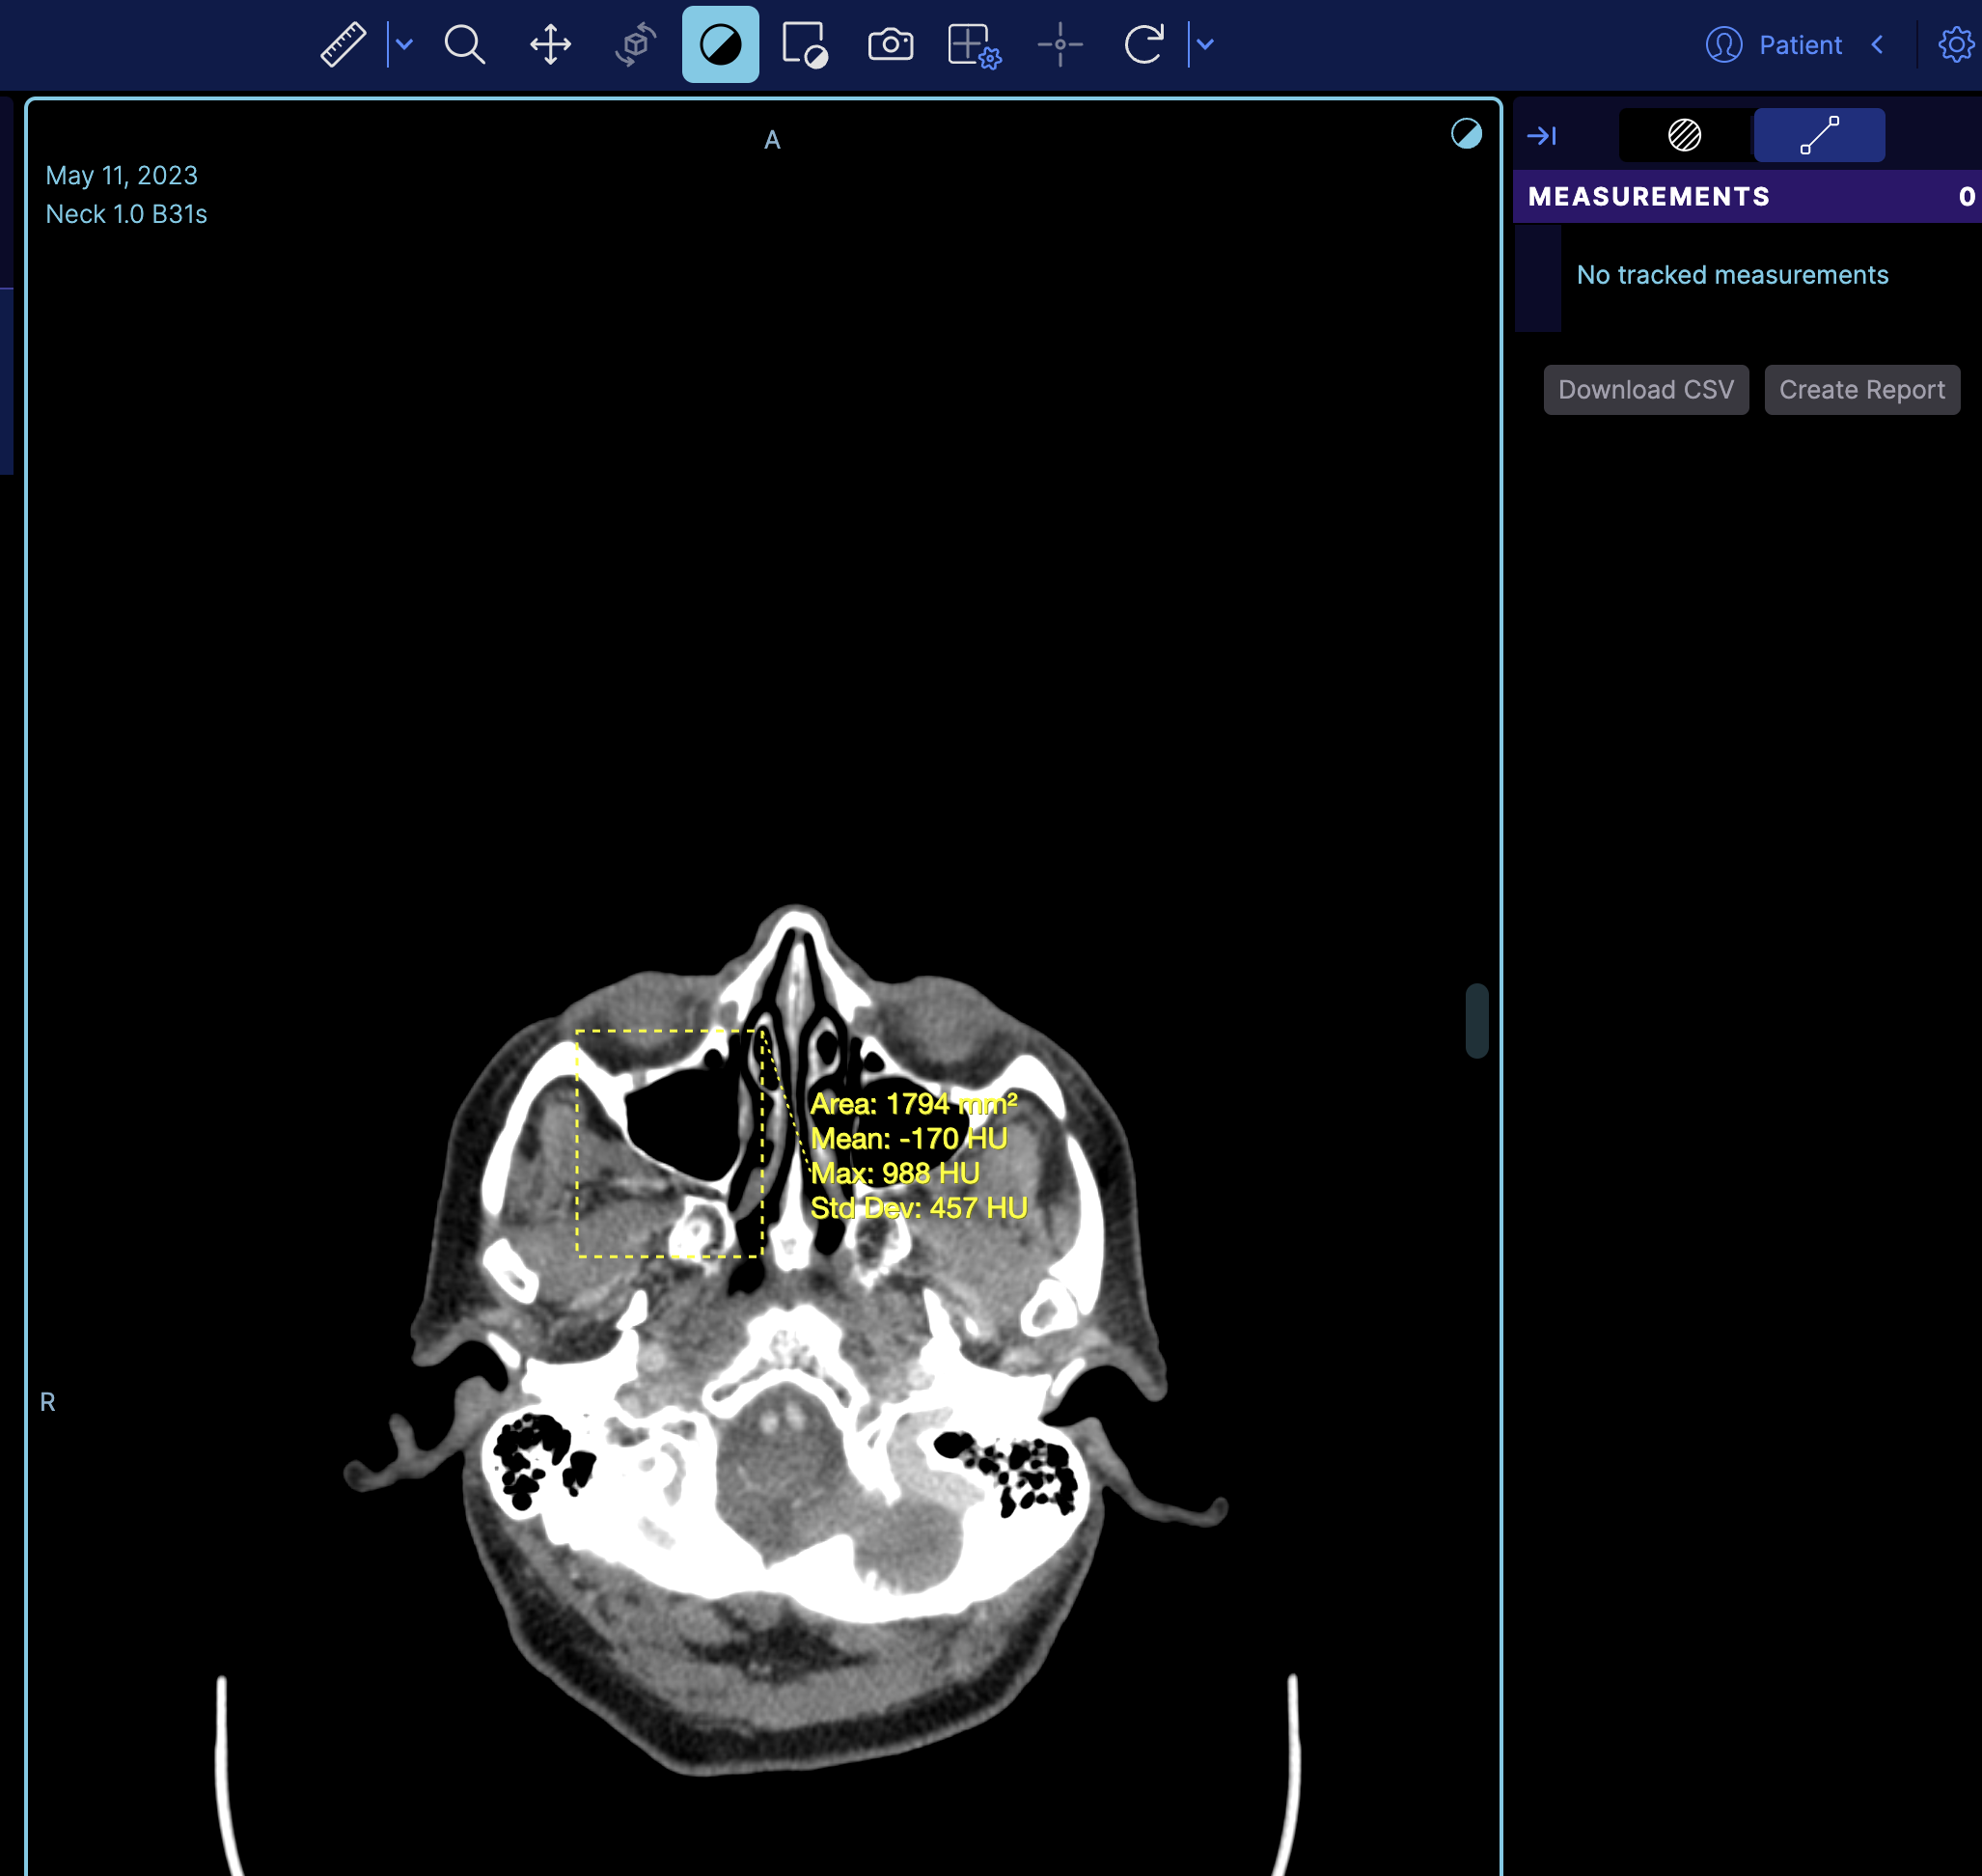 Patient
A
May 11, 2023
Neck 1.0 B31s
MEASUREMENTS 0
No tracked measurements
Download CSV Create Report
Area: 1794 mm²
Mean: -170 HU
Max: 988 HU
Std Dev: 457 HU
R